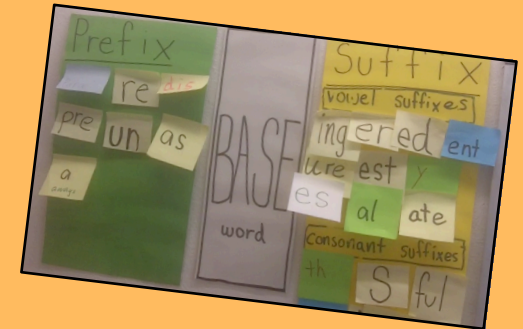 Prefix
re dis
pre un as
a
BASE
word
Suffix
vowel suffixes
ing er ed ent
ure est y
es al ate
consonant suffixes
th S ful